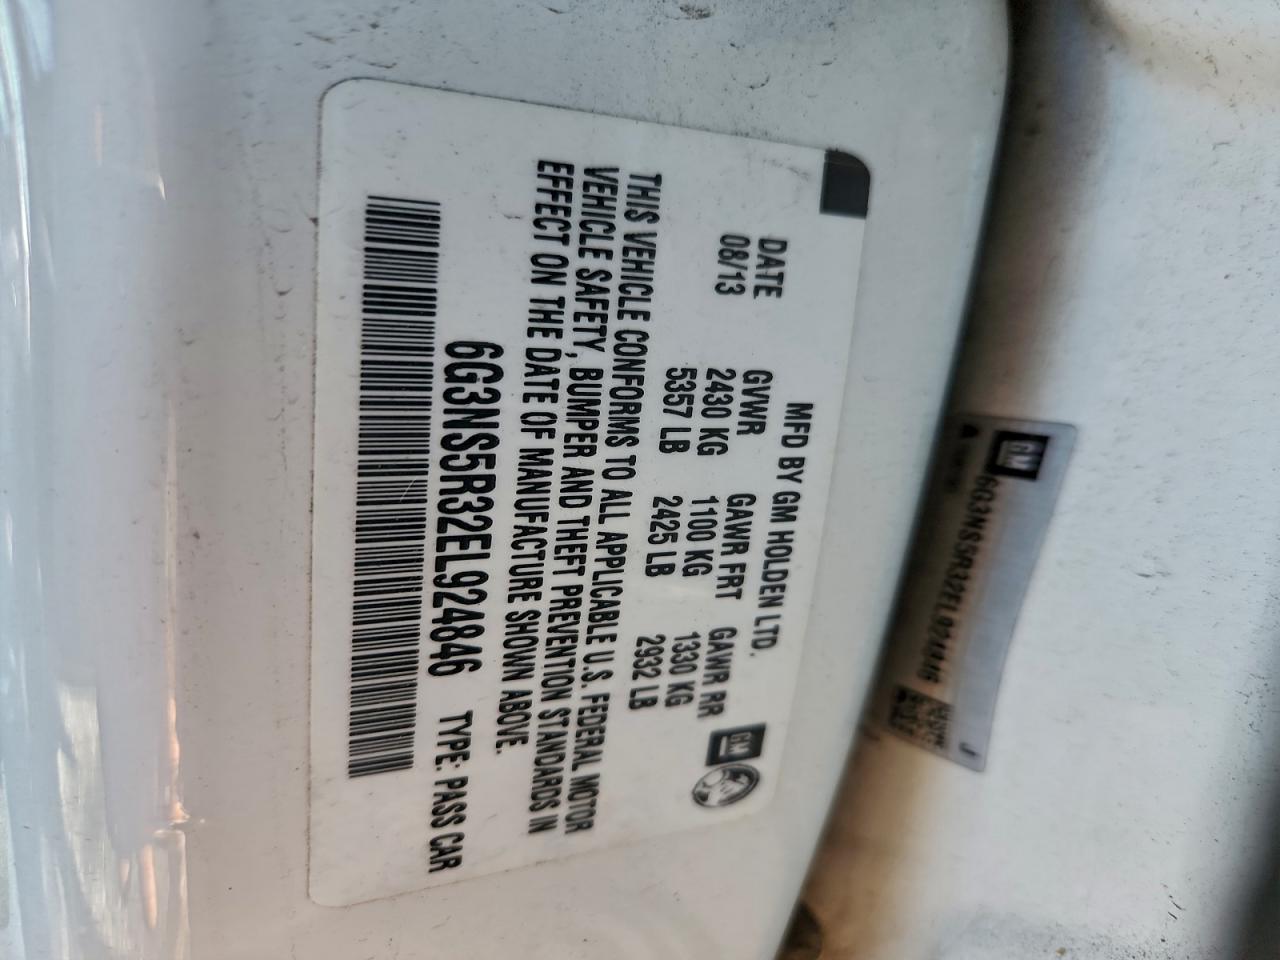 MFD BY GM HOLDEN LTD.
DATE GVWR GAWR FRT GAWR RR
08/13 2430 KG 1100 KG 1330 KG
5357 LB 2425 LB 2932 LB
GM
THIS VEHICLE CONFORMS TO ALL APPLICABLE U.S. FEDERAL MOTOR
VEHICLE SAFETY, BUMPER AND THEFT PREVENTION STANDARDS IN
EFFECT ON THE DATE OF MANUFACTURE SHOWN ABOVE.
6G3NS5R32EL924846 TYPE: PASS CAR
GM 6G3NS5R32EL924846